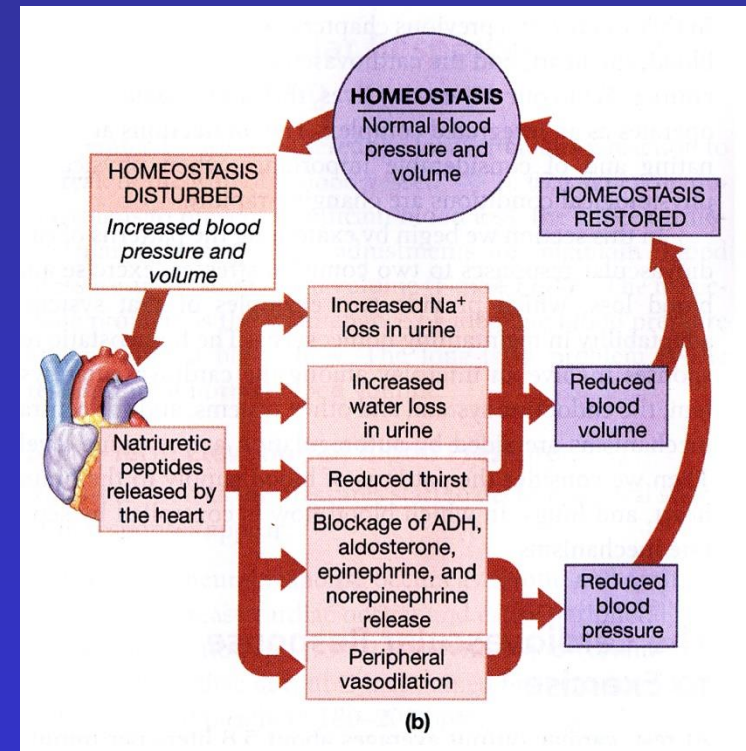 HOMEOSTASIS
Normal blood
pressure and
volume
HOMEOSTASIS
DISTURBED
Increased blood
pressure and
volume
HOMEOSTASIS
RESTORED
Natriuretic
peptides
released by
the heart
Increased Na⁺
loss in urine
Increased
water loss
in urine
Reduced thirst
Blockage of ADH,
aldosterone,
epinephrine, and
norepinephrine
release
Peripheral
vasodilation
Reduced
blood
volume
Reduced
blood
pressure
(b)